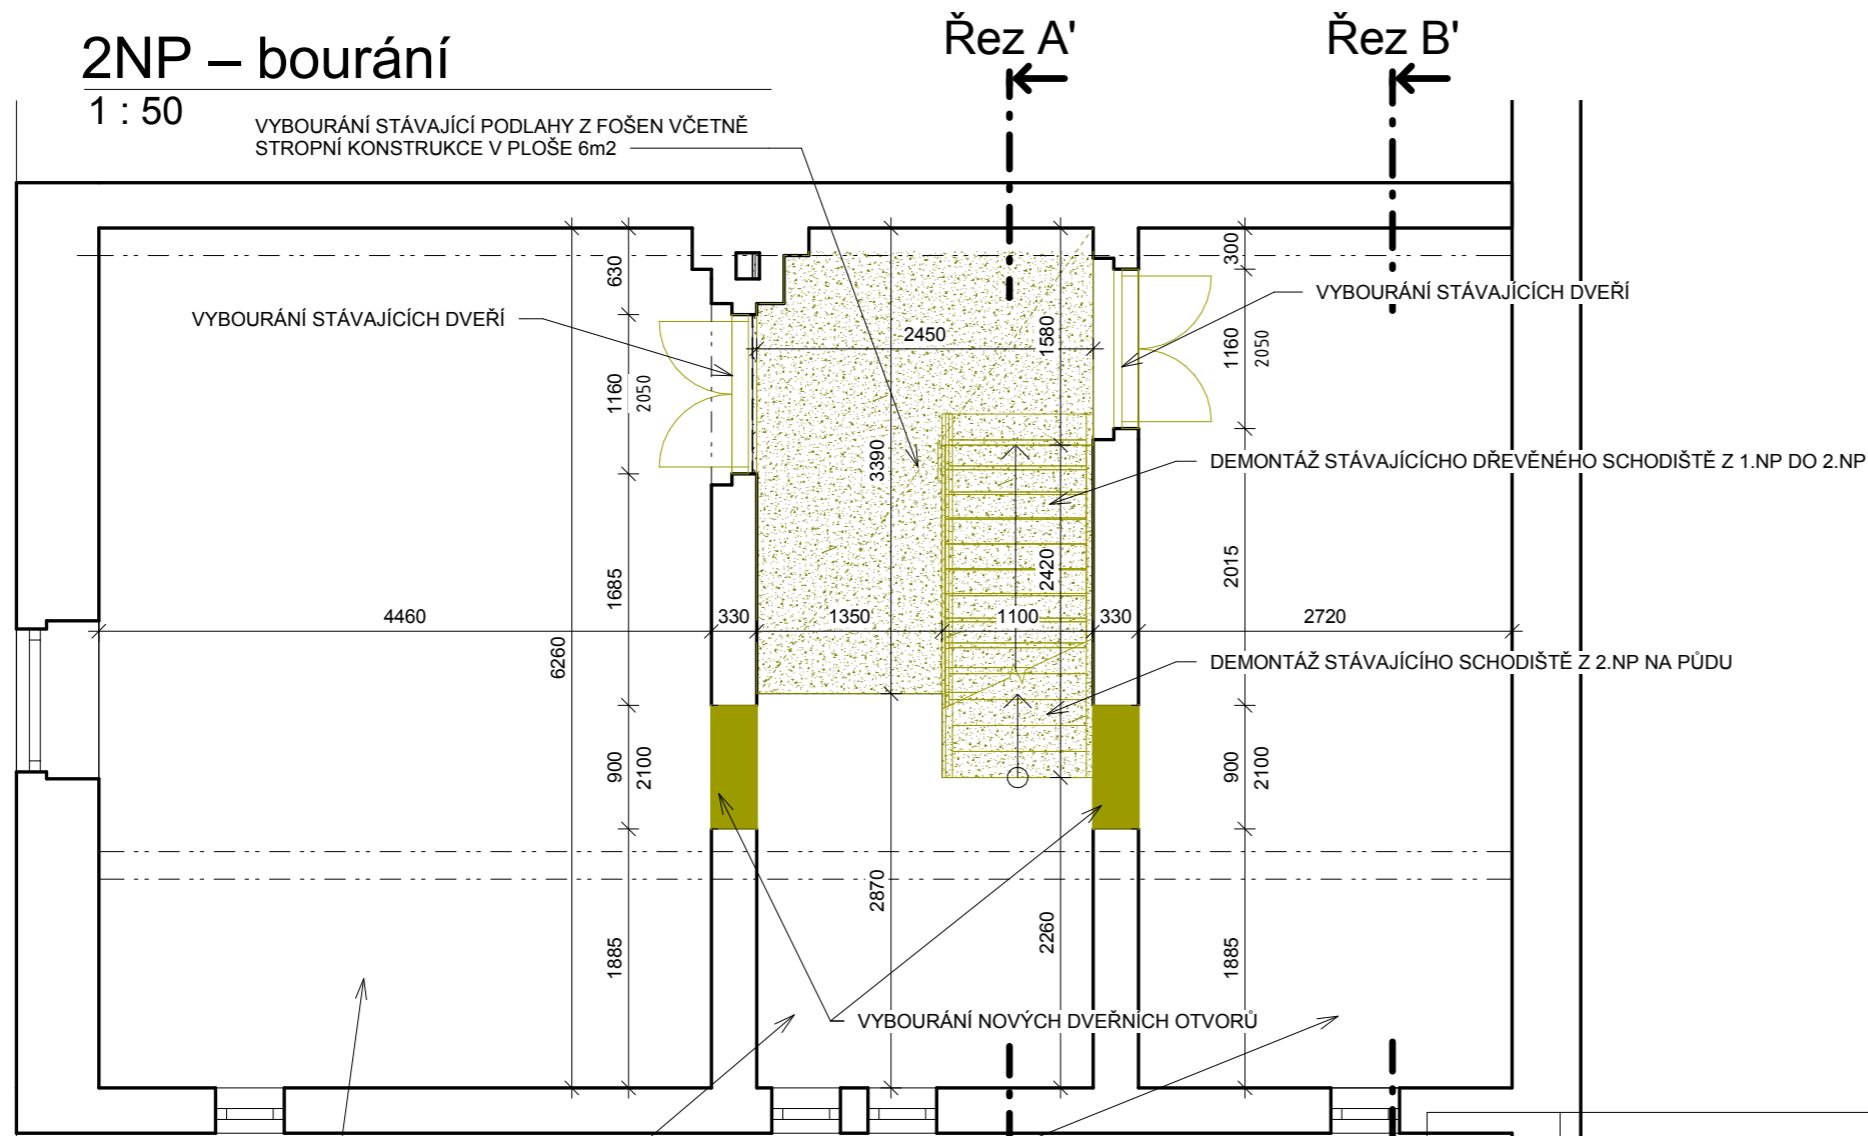 Řez A'
Řez B'
2NP – bourání
1 : 50
VYBOURÁNÍ STÁVAJÍCÍ PODLAHY Z FOŠEN VČETNĚ
STROPNÍ KONSTRUKCE V PLOŠE 6m2
630
300
VYBOURÁNÍ STÁVAJÍCÍCH DVEŘÍ
VYBOURÁNÍ STÁVAJÍCÍCH DVEŘÍ
2450
1580
1160
2050
1160
2050
3390
DEMONTÁŽ STÁVAJÍCÍCHO DŘEVĚNÉHO SCHODIŠTĚ Z 1.NP DO 2.NP
1685
2420
2015
4460
330
1350
1100
330
2720
6260
DEMONTÁŽ STÁVAJÍCÍHO SCHODIŠTĚ Z 2.NP NA PŮDU
900
2100
900
2100
2870
2260
1885
1885
VYBOURÁNÍ NOVÝCH DVEŘNÍCH OTVORŮ